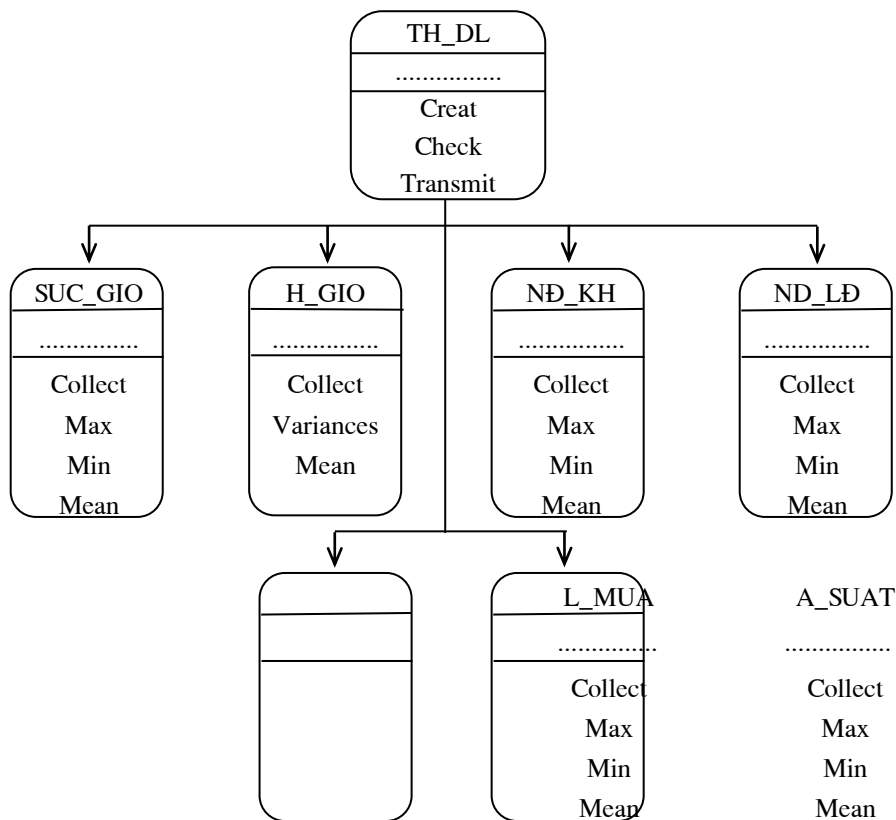 TH_DL
................
Creat
Check
Transmit
SUC_GIO
...............
Collect
Max
Min
Mean
H_GIO
................
Collect
Variances
Mean
NĐ_KH
................
Collect
Max
Min
Mean
ND_LĐ
................
Collect
Max
Min
Mean
L_MUA
...............
Collect
Max
Min
Mean
A_SUAT
................
Collect
Max
Min
Mean